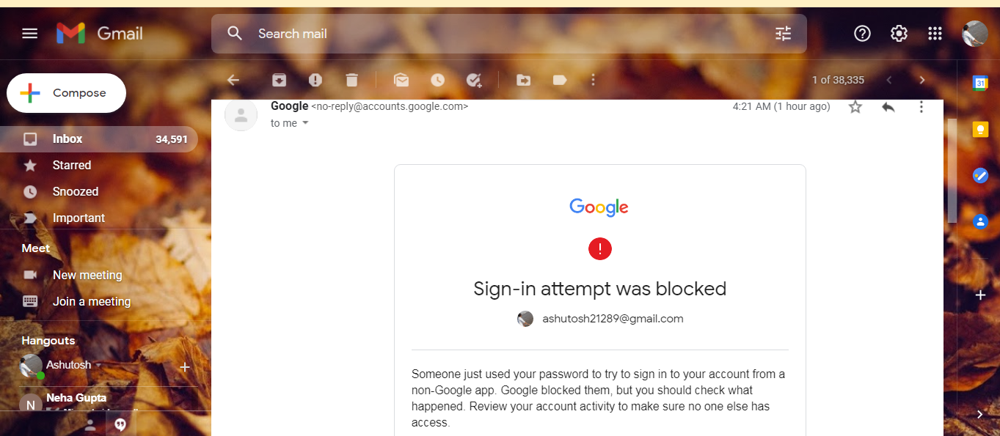 Gmail
Search mail
Compose
1 of 38,335
31
Google <no-reply@accounts.google.com>
4:21 AM (1 hour ago)
to me
Inbox 34,591
Starred
Snoozed
Important
Meet
New meeting
Join a meeting
Hangouts
Ashutosh
N
Neha Gupta
Google
!
Sign-in attempt was blocked
ashutosh21289@gmail.com
Someone just used your password to try to sign in to your account from a
non-Google app. Google blocked them, but you should check what
happened. Review your account activity to make sure no one else has
access.